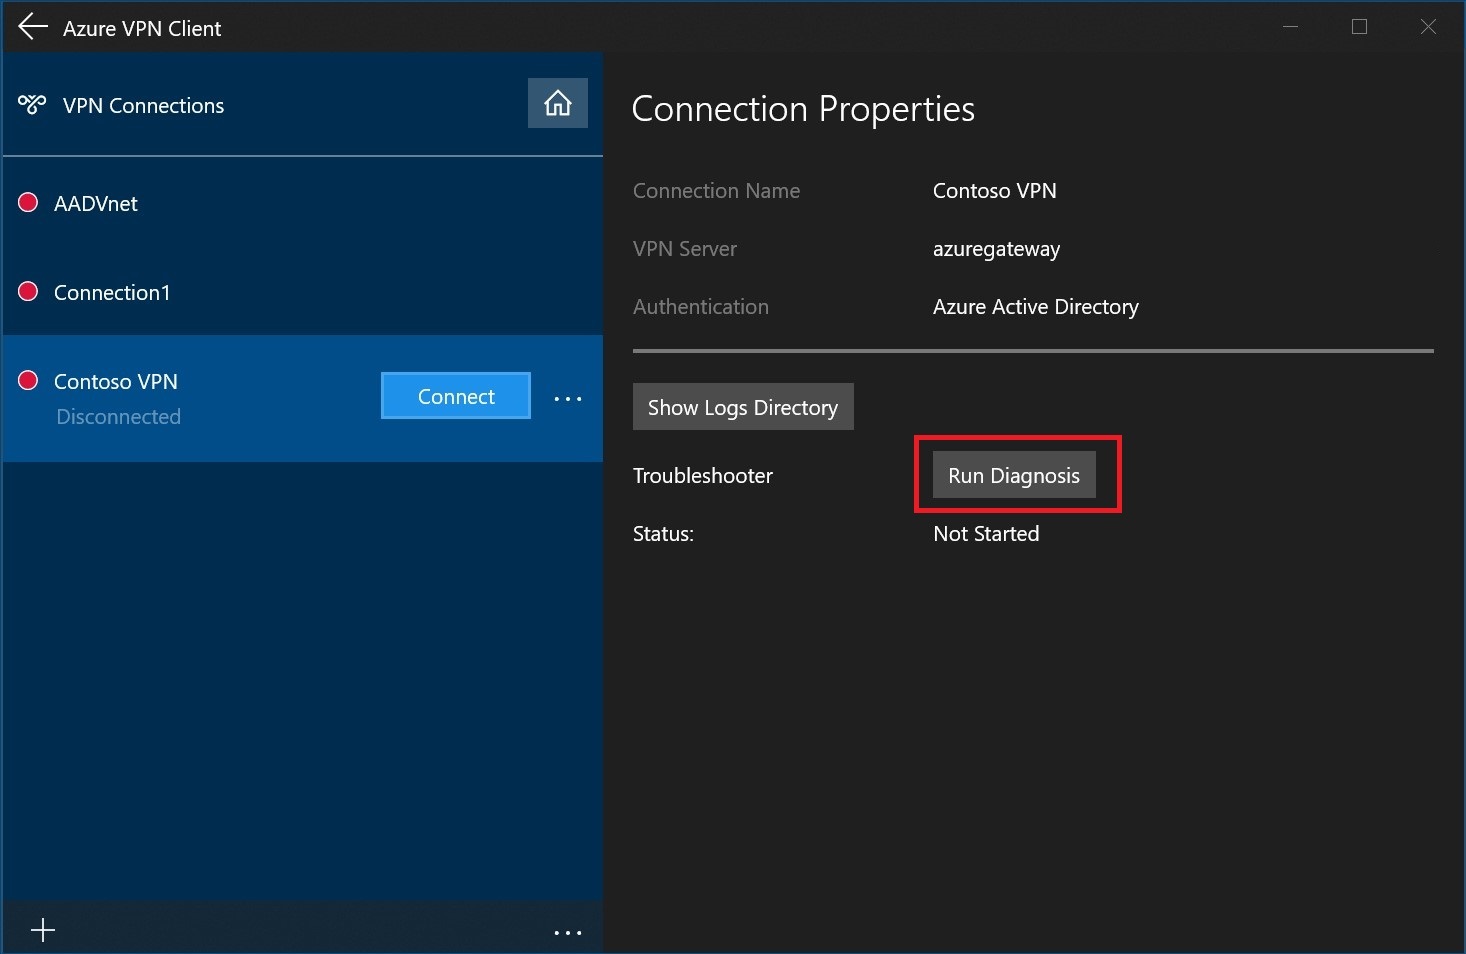 Azure VPN Client
VPN Connections
AADVnet
Connection1
Contoso VPN
Disconnected
Connect
Connection Properties
Connection Name Contoso VPN
VPN Server azuregateway
Authentication Azure Active Directory
Show Logs Directory
Troubleshooter Run Diagnosis
Status: Not Started